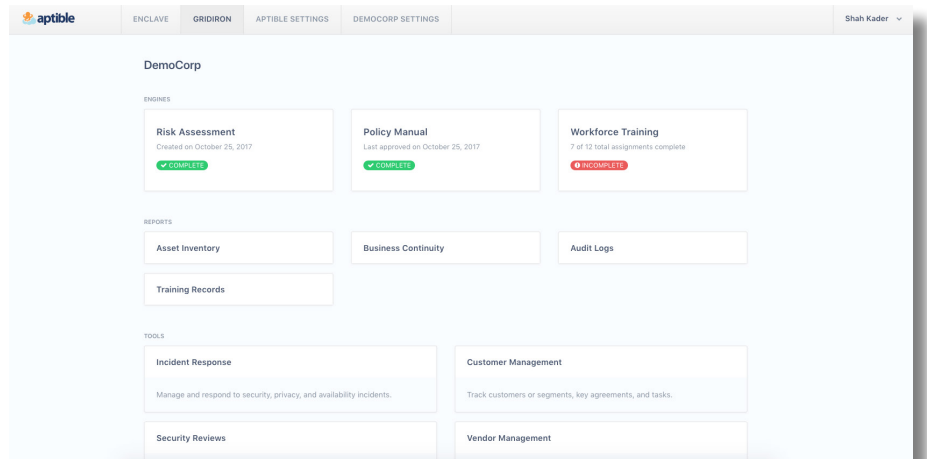 aptible
ENCLAVE
GRIDIRON
APTIBLE SETTINGS
DEMOCORP SETTINGS
Shah Kader
DemoCorp
ENGINES
Risk Assessment
Created on October 25, 2017
COMPLETE
Policy Manual
Last approved on October 25, 2017
COMPLETE
Workforce Training
7 of 12 total assignments complete
INCOMPLETE
REPORTS
Asset Inventory
Business Continuity
Audit Logs
Training Records
TOOLS
Incident Response
Manage and respond to security, privacy, and availability incidents.
Customer Management
Track customers or segments, key agreements, and tasks.
Security Reviews
Vendor Management